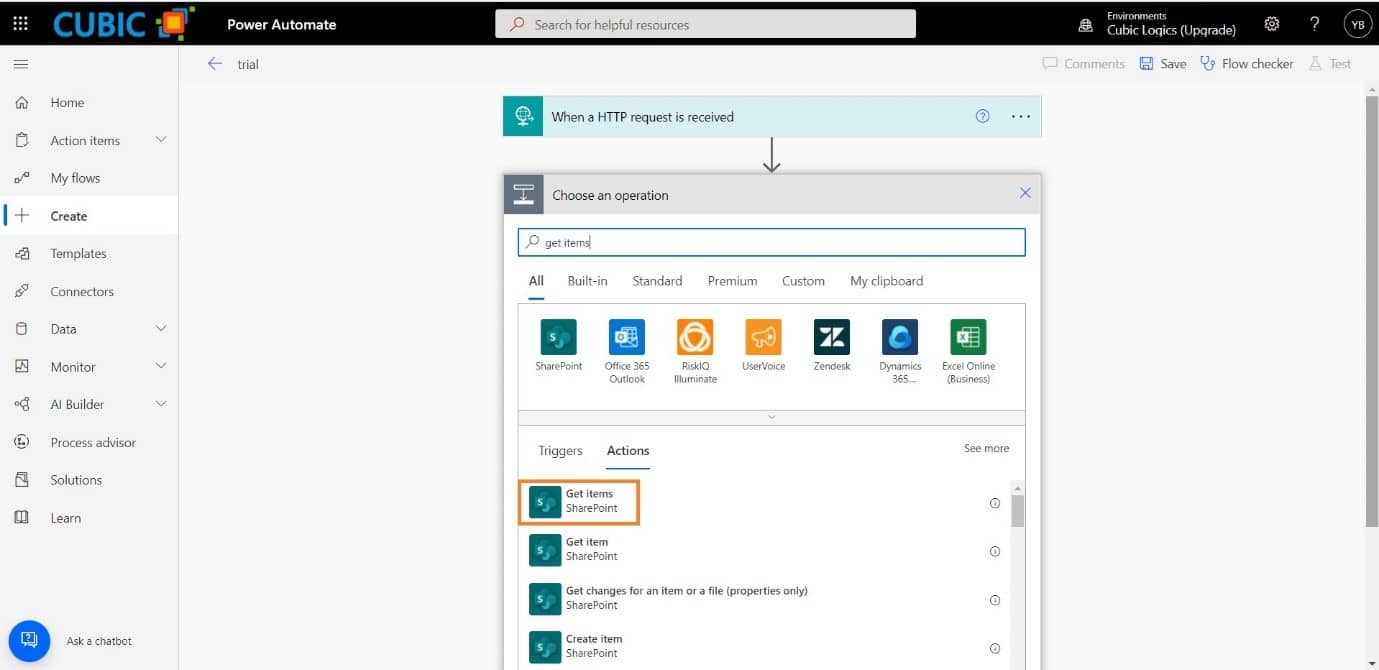 CUBIC
Power Automate
Search for helpful resources
Environments
Cubic Logics (Upgrade)
?
YB
trial
Comments
Save
Flow checker
Test
Home
Action items
My flows
Create
Templates
Connectors
Data
Monitor
AI Builder
Process advisor
Solutions
Learn
Ask a chatbot
When a HTTP request is received
?
...
Choose an operation
get items
All
Built-in
Standard
Premium
Custom
My clipboard
SharePoint
Office 365
Outlook
RiskIQ
Illuminate
UserVoice
Zendesk
Dynamics
365...
Excel Online
(Business)
Triggers
Actions
See more
Get items
SharePoint
Get item
SharePoint
Get changes for an item or a file (properties only)
SharePoint
Create item
SharePoint